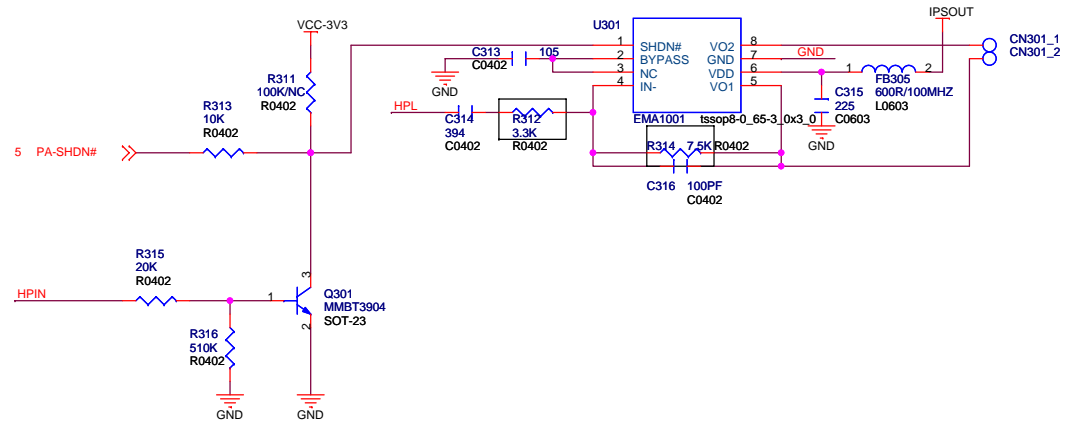 VCC-3V3
IPSOUT
U301
CN301_1
CN301_2
1 SHDN# VO2 8
2 BYPASS GND 7 GND
3 NC VDD 6
4 IN- VO1 5
EMA1001 tssop8-0_65-3_0x3_0
C313 105
C0402
GND
1 2
FB305
600R/100MHZ
L0603
C315
225
C0603
GND
R311
100K/NC
R0402
R313
10K
R0402
HPL
C314
394
C0402
R312
3.3K
R0402
R314 7.5K R0402
C316 100PF
C0402
5 PA-SHDN#
R315
20K
R0402
HPIN
1
3
2
Q301
MMBT3904
SOT-23
R316
510K
R0402
GND
GND